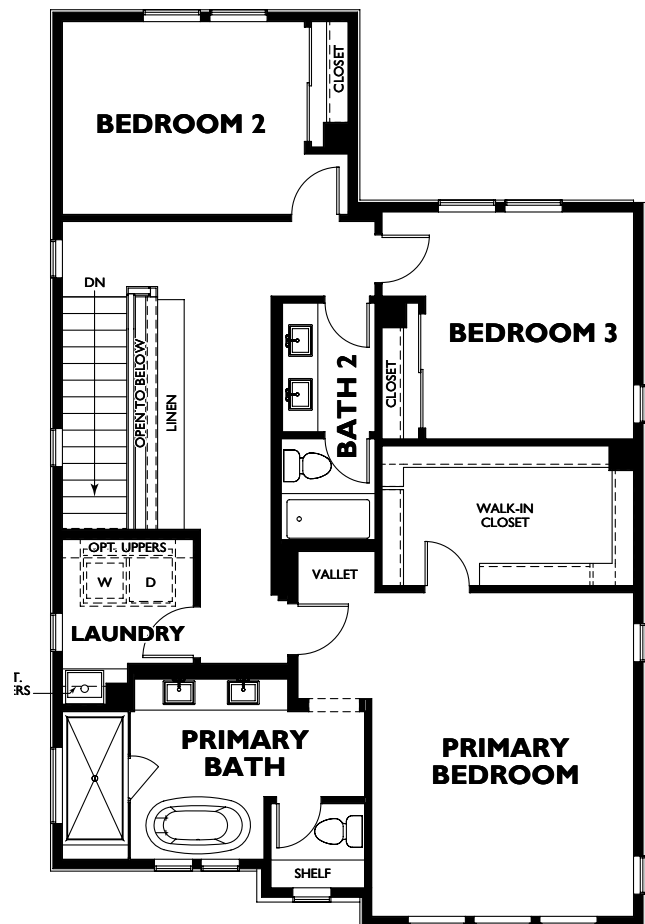 CLOSET
BEDROOM 2
DN
BEDROOM 3
OPEN TO BELOW
LINEN
BATH 2
CLOSET
WALK-IN
CLOSET
OPT. UPPERS
W
D
VALLET
LAUNDRY
T.
ERS
PRIMARY
BATH
PRIMARY
BEDROOM
SHELF